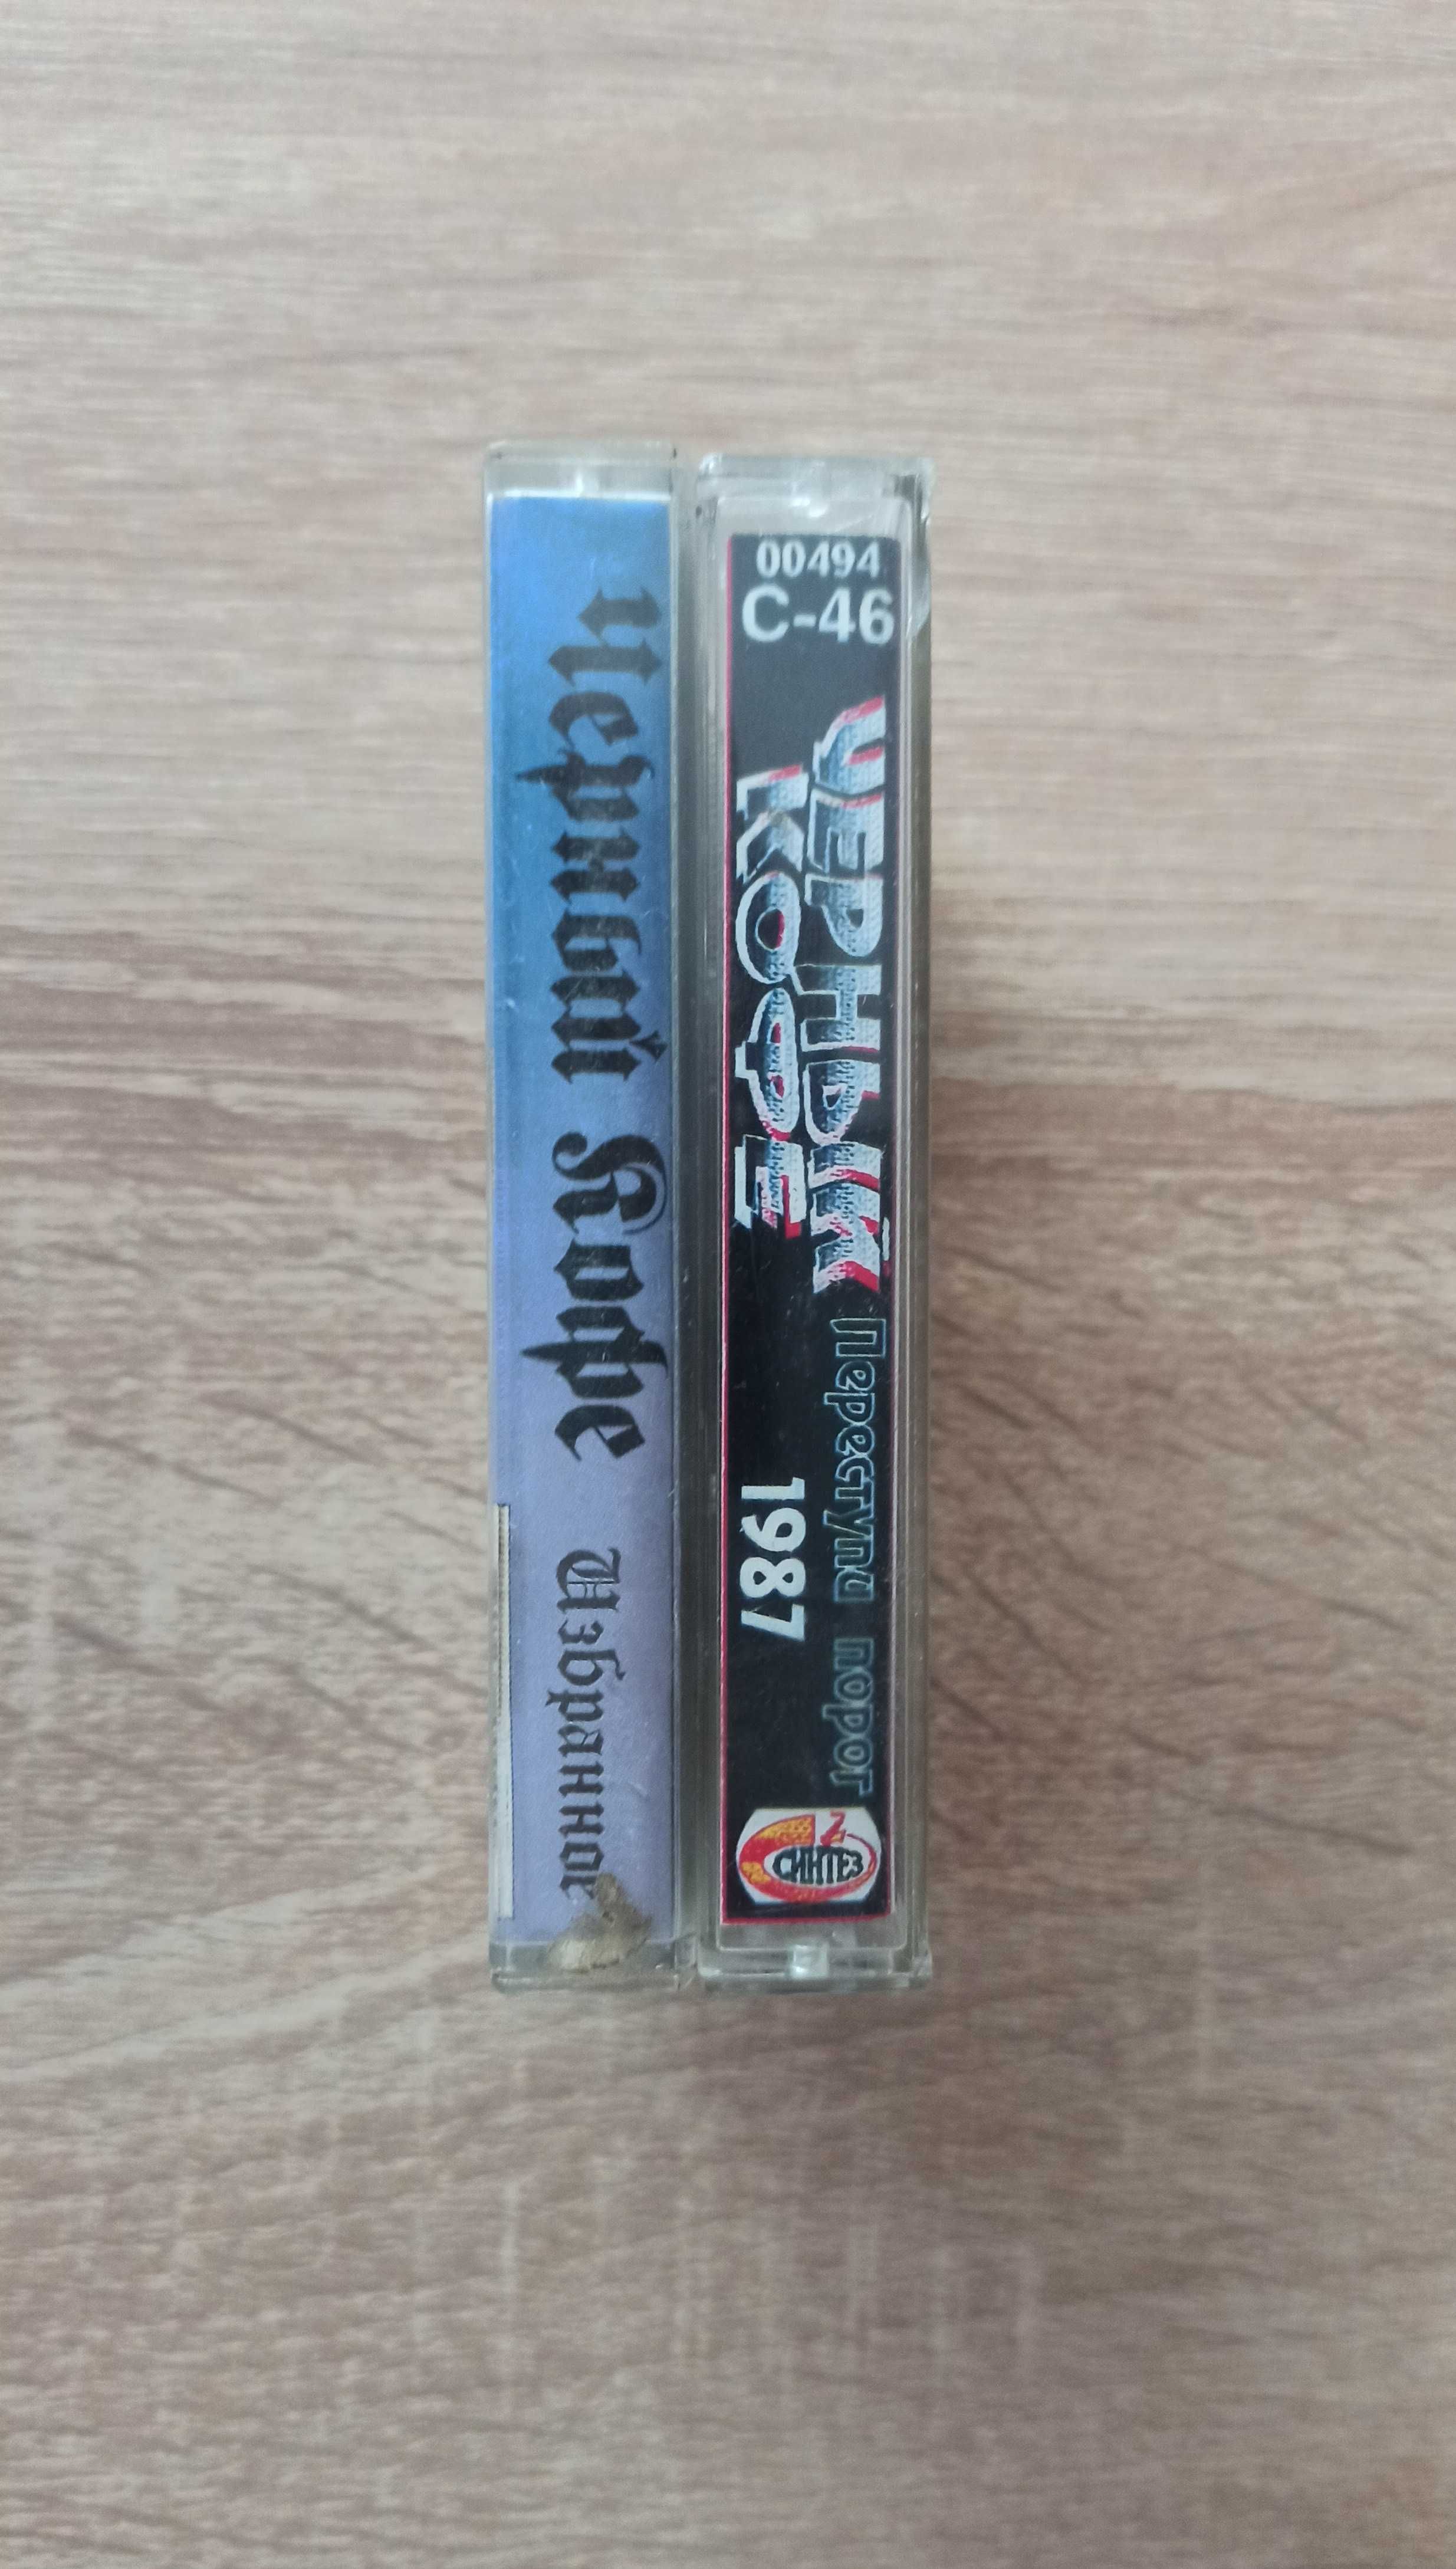 Черный Кофе Избранное
00494
С-46
ЧЕРНЫЙ
КОФЕ
Переступи порог
1987
СИНТЕЗ